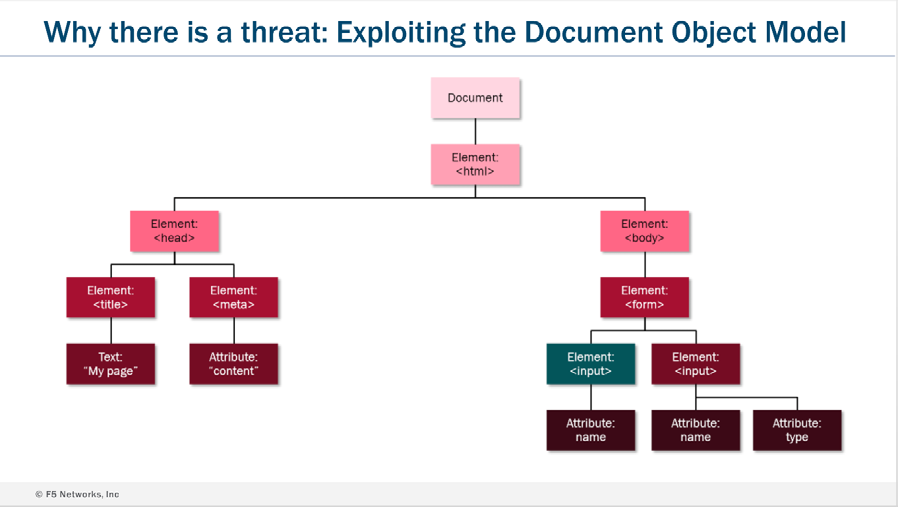 Why there is a threat: Exploiting the Document Object Model
Document
Element:
<html>
Element:
<head>
Element:
<body>
Element:
<title>
Element:
<meta>
Element:
<form>
Text:
"My page"
Attribute:
"content"
Element:
<input>
Element:
<input>
Attribute:
name
Attribute:
name
Attribute:
type
© F5 Networks, Inc